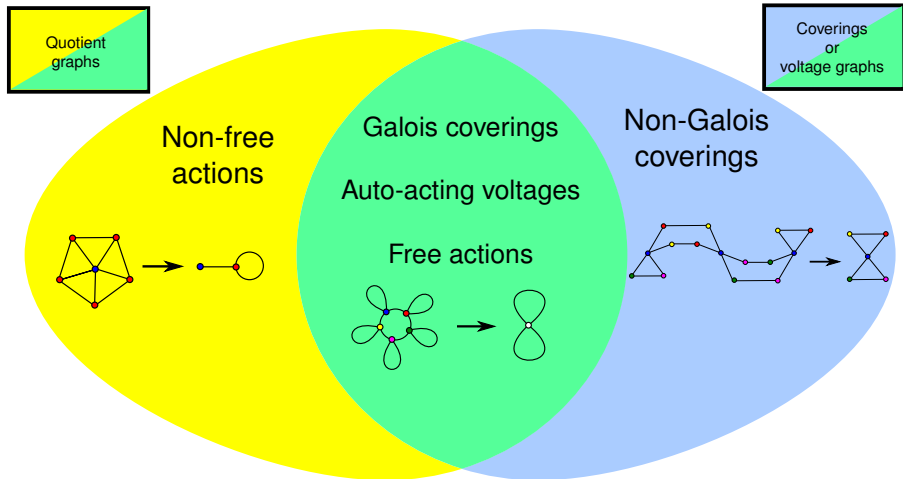 Quotient
graphs
Coverings
or
voltage graphs
Non-free
actions
Galois coverings
Auto-acting voltages
Free actions
Non-Galois
coverings